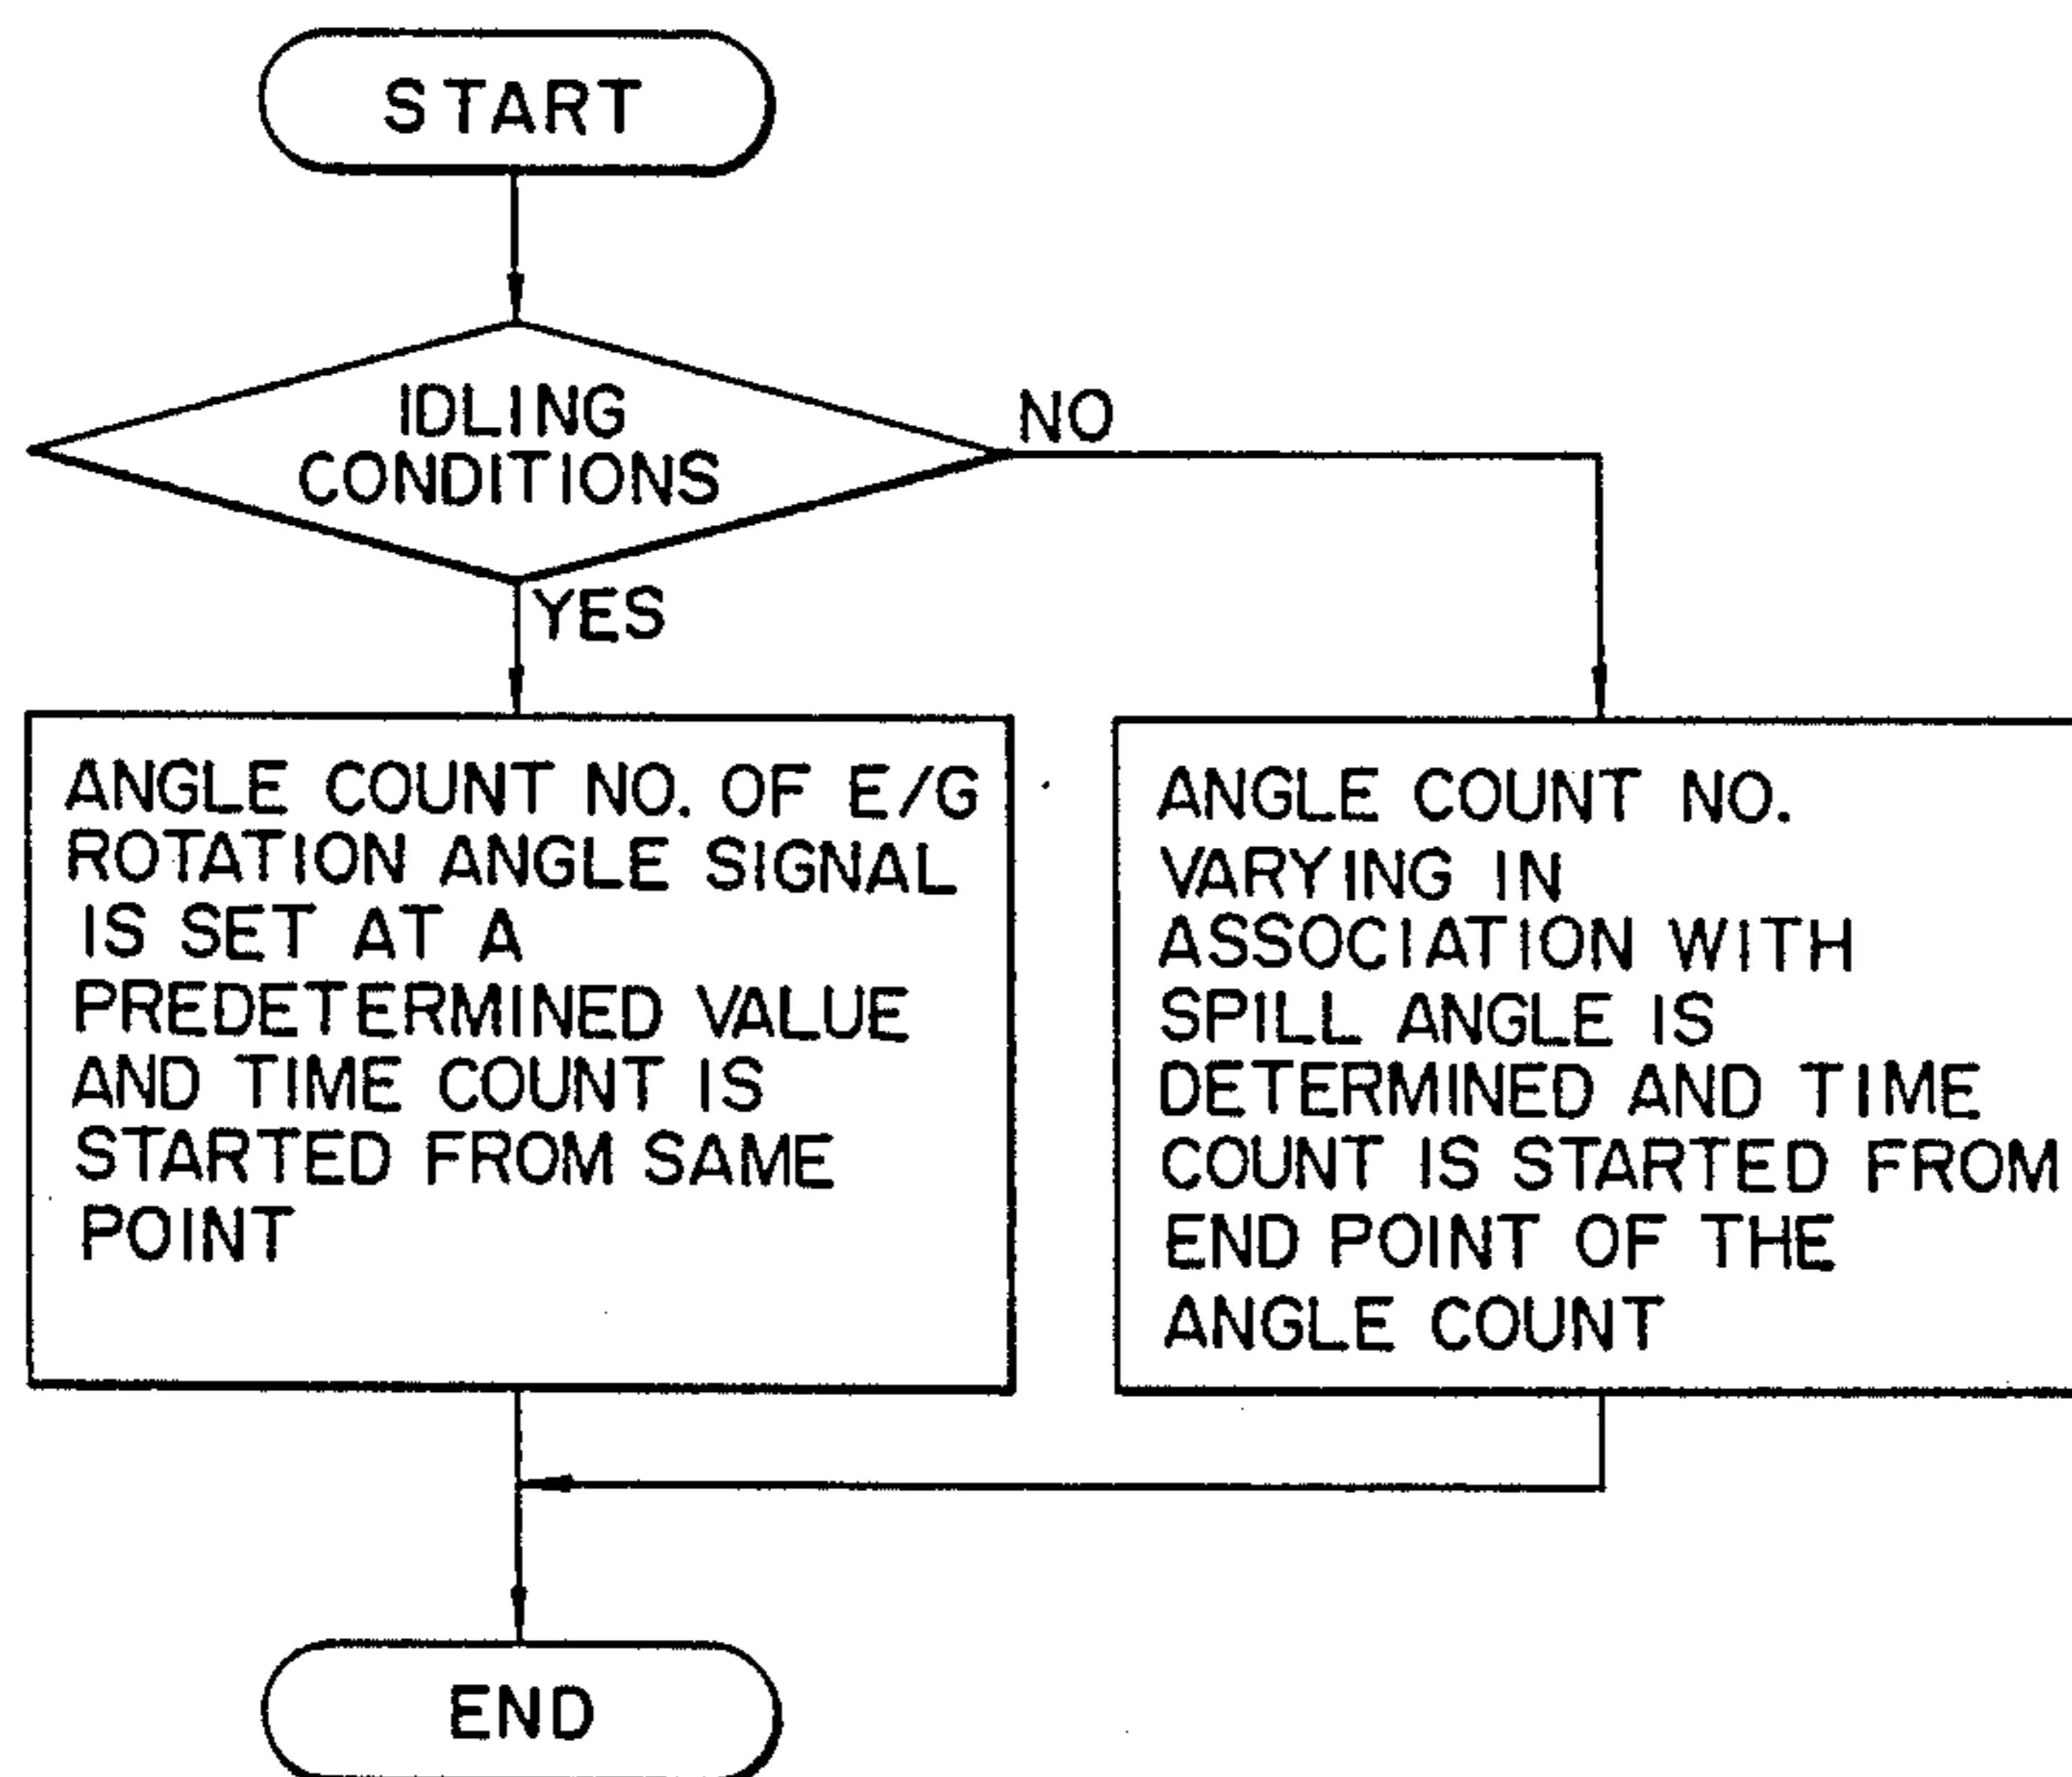 START
IDLING
CONDITIONS
NO
YES
ANGLE COUNT NO. OF E/G
ROTATION ANGLE SIGNAL
IS SET AT A
PREDETERMINED VALUE
AND TIME COUNT IS
STARTED FROM SAME
POINT
ANGLE COUNT NO.
VARYING IN
ASSOCIATION WITH
SPILL ANGLE IS
DETERMINED AND TIME
COUNT IS STARTED FROM
END POINT OF THE
ANGLE COUNT
END